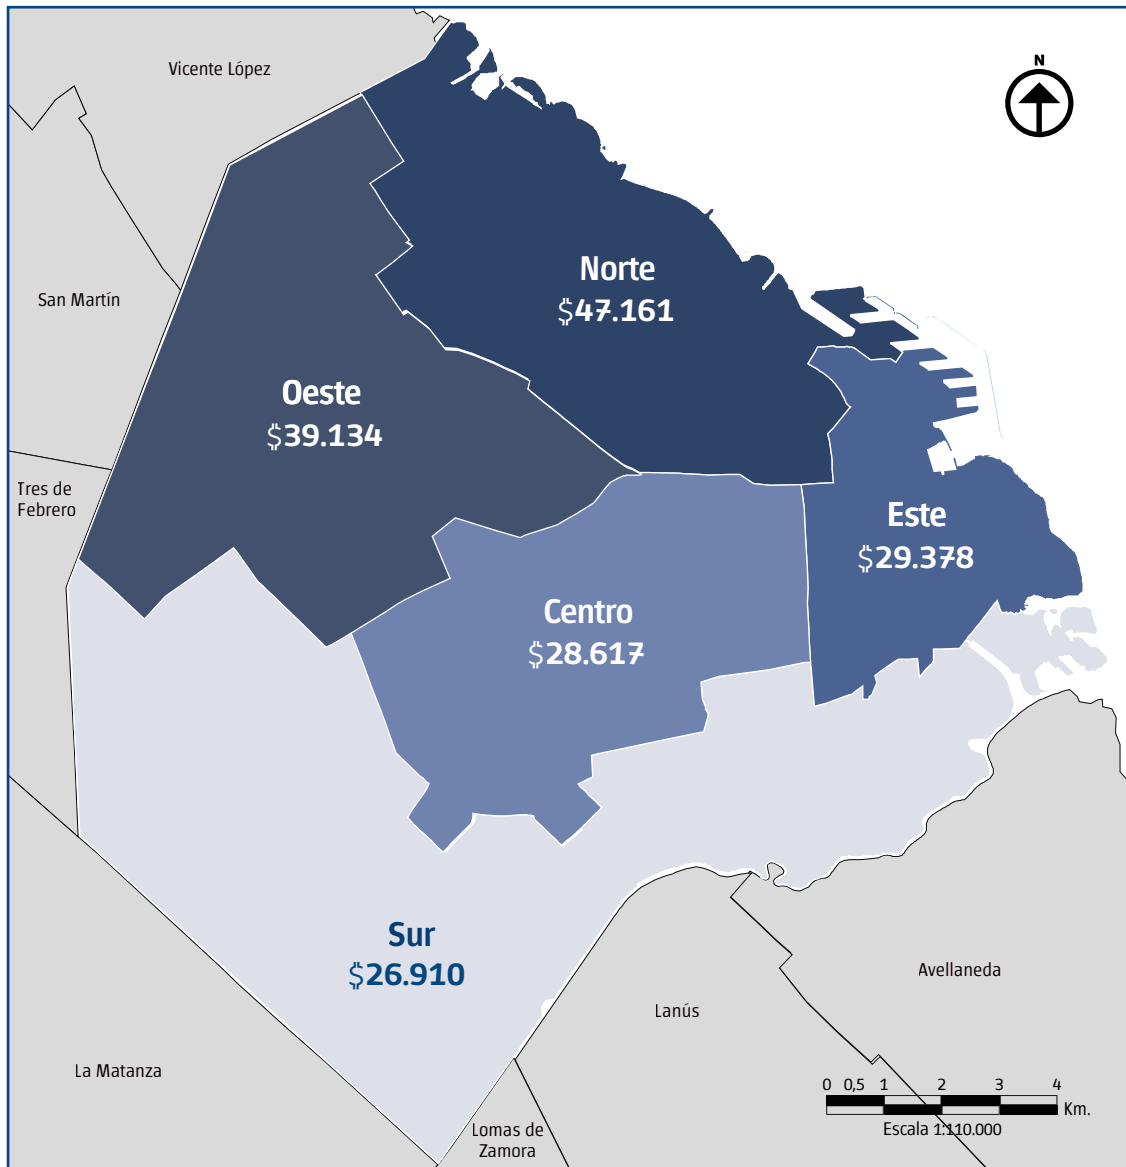 N
Vicente López
Norte
$47.161
San Martín
Oeste
$39.134
Tres de
Febrero
Este
$29.378
Centro
$28.617
Sur
$26.910
Avellaneda
Lanús
La Matanza
0 0,5 1 2 3 4
Km.
Escala 1:110.000
Lomas de
Zamora